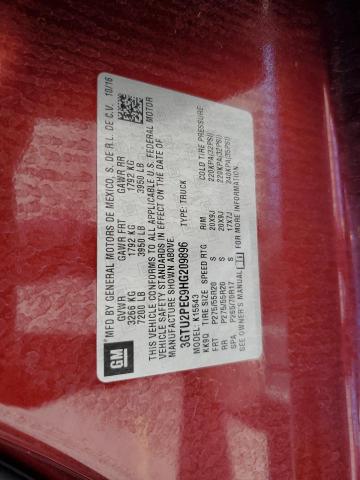 GM
MFD BY GENERAL MOTORS DE MEXICO, S. DE R.L. DE C.V. 10/16
GVWR GAWR FRT GAWR RR
3266 KG 1792 KG 1792 KG
7200 LB 3950 LB 3950 LB
THIS VEHICLE CONFORMS TO ALL APPLICABLE U.S. FEDERAL MOTOR
VEHICLE SAFETY STANDARDS IN EFFECT ON THE DATE OF
MANUFACTURE SHOWN ABOVE.
3GTU2PEC9HG209896 TYPE: TRUCK
MODEL: K15543
KK9Q TIRE SIZE SPEED RTG RIM COLD TIRE PRESSURE
FRT P275/55R20 S 20X9J 220KPA(32PSI)
RR P275/55R20 S 20X9J 220KPA(32PSI)
SPA P265/70R17 S 17X7J 240KPA(35PSI)
SEE OWNER'S MANUAL FOR MORE INFORMATION